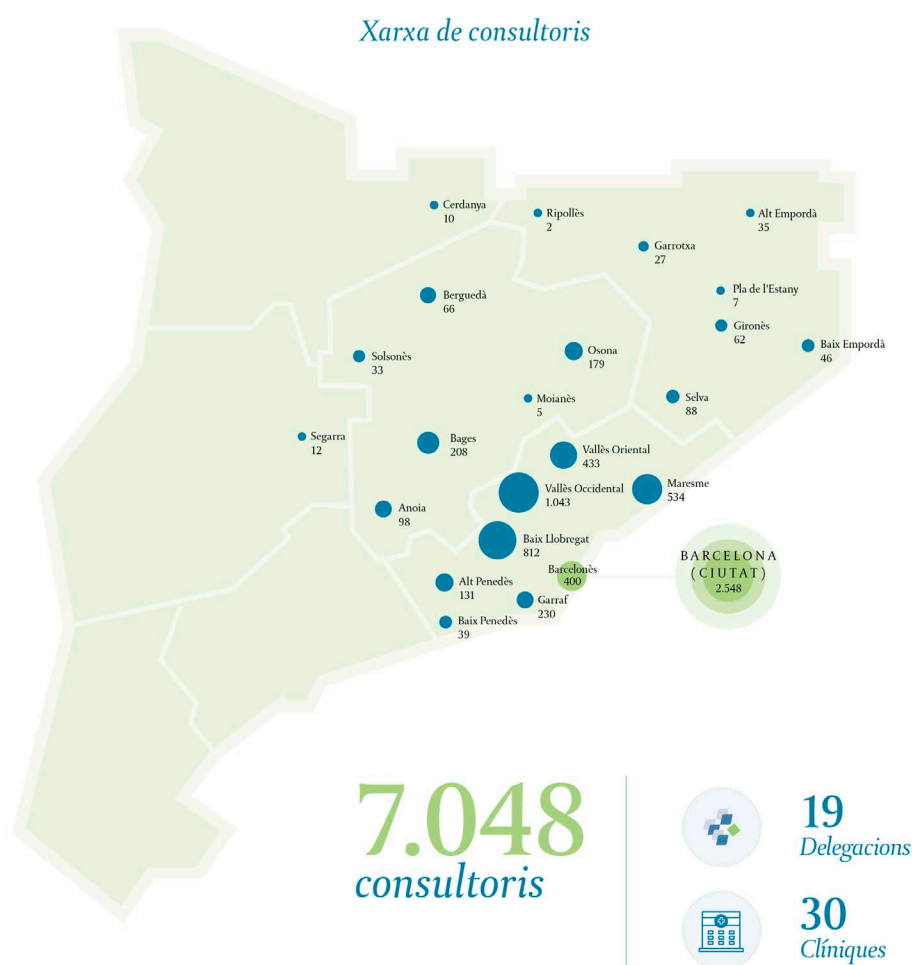 Xarxa de consultoris
Cerdanya
10
Ripollès
2
Alt Empordà
35
Garrotxa
27
Berguedà
66
Pla de l'Estany
7
Gironès
62
Baix Empordà
46
Solsonès
33
Osona
179
Moianès
5
Selva
88
Segarra
12
Bages
208
Vallès Oriental
433
Vallès Occidental
1.043
Maresme
534
Anoia
98
Baix Llobregat
812
Barcelonès
400
BARCELONA
(CIUTAT)
2.548
Alt Penedès
131
Garraf
230
Baix Penedès
39
7.048
consultoris
19
Delegacions
30
Clíniques